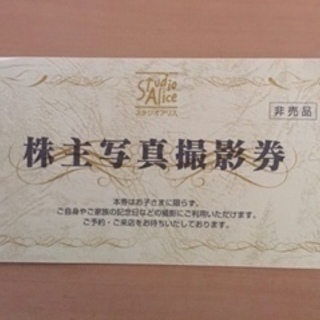 Studio
Alice
スタジオアリス
非売品
株主写真撮影券
本券はお子さまに限らず、
ご自身やご家族の記念日などの撮影にご利用いただけます。
ご予約・ご来店をお待ちいたしております。